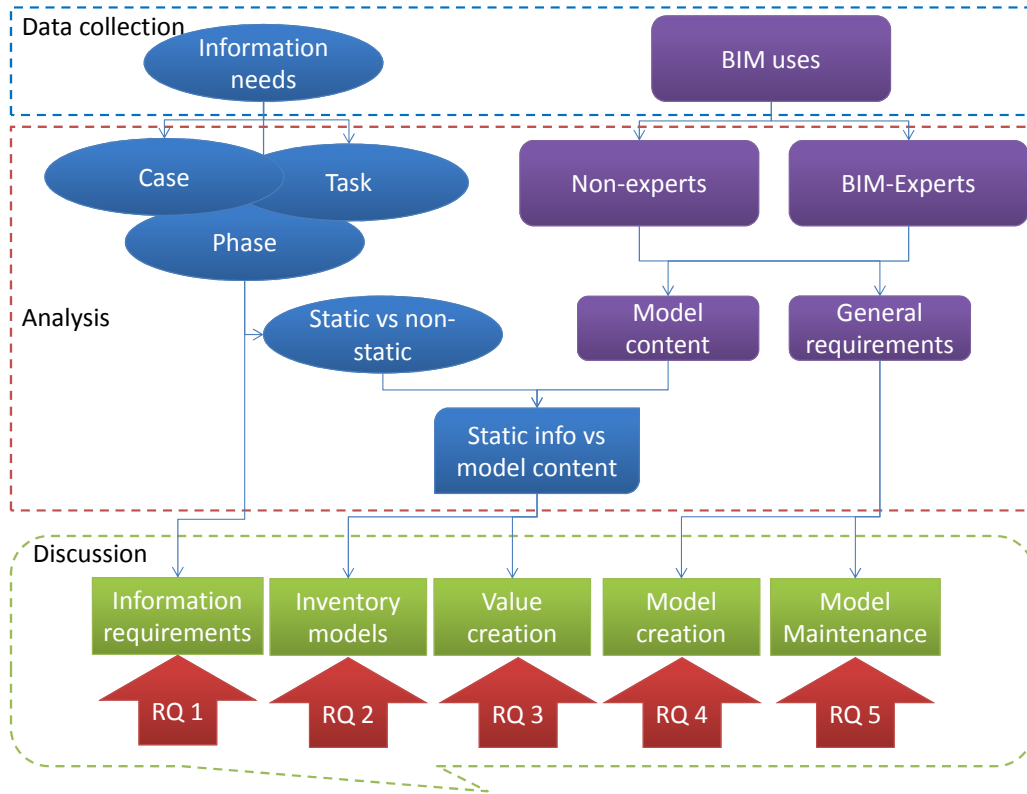 Data collection
Information
needs
BIM uses
Case
Task
Phase
Non-experts
BIM-Experts
Analysis
Static vs non-
static
Model
content
General
requirements
Static info vs
model content
Discussion
Information
requirements
Inventory
models
Value
creation
Model
creation
Model
Maintenance
RQ 1
RQ 2
RQ 3
RQ 4
RQ 5